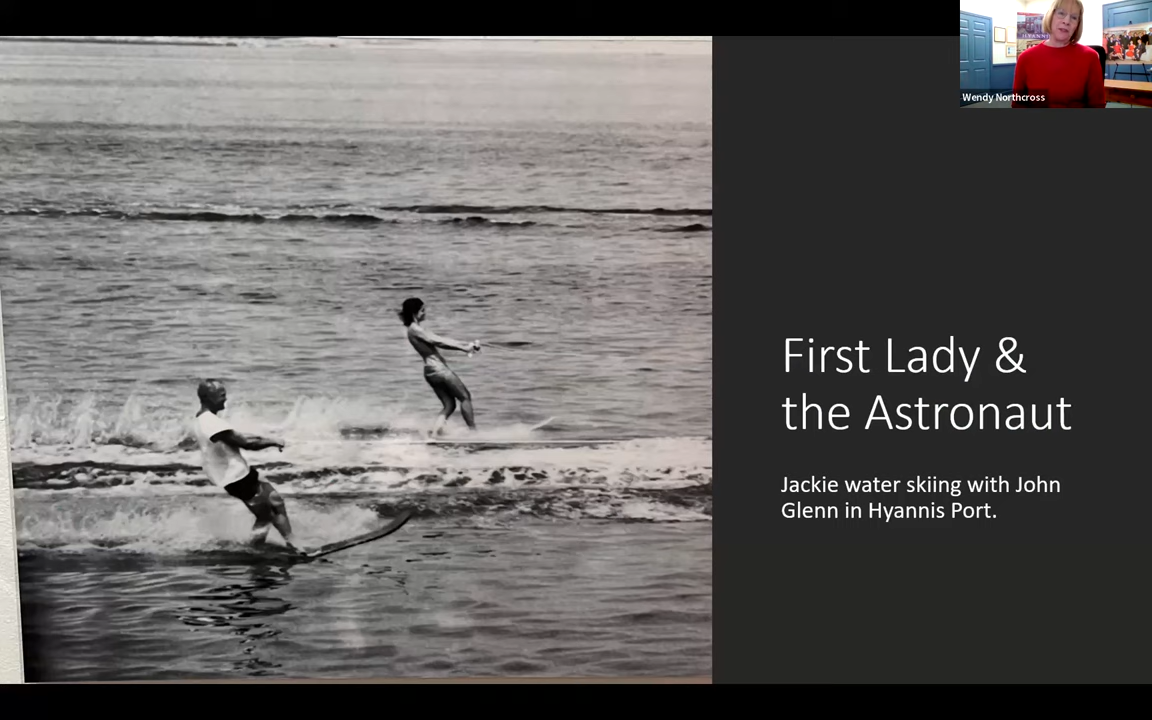 Wendy Northcross
First Lady &
the Astronaut
Jackie water skiing with John
Glenn in Hyannis Port.